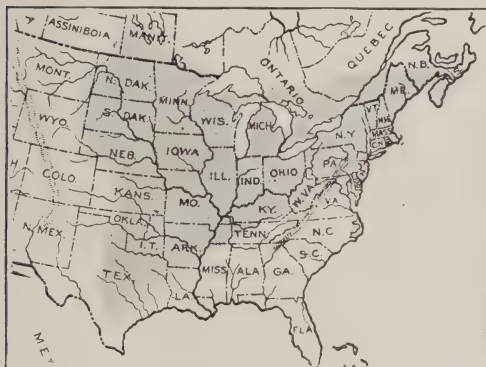 ASSINIBOIA
QUEBEC
ONTARIO
N.B.
MONT.
N. DAK.
MINN.
ME.
S. DAK.
WIS.
MICH.
VT.
N.Y
WYO.
MASS
CN.
NEB.
IOWA
PA.
ILL.
IND.
OHIO
COLO.
KANS.
MO.
W.VA.
VA.
KY.
OKLA.
I.T.
ARK.
TENN.
N.C
S.C.
N. MEX.
TEX.
MISS.
ALA
GA.
LA.
FLA